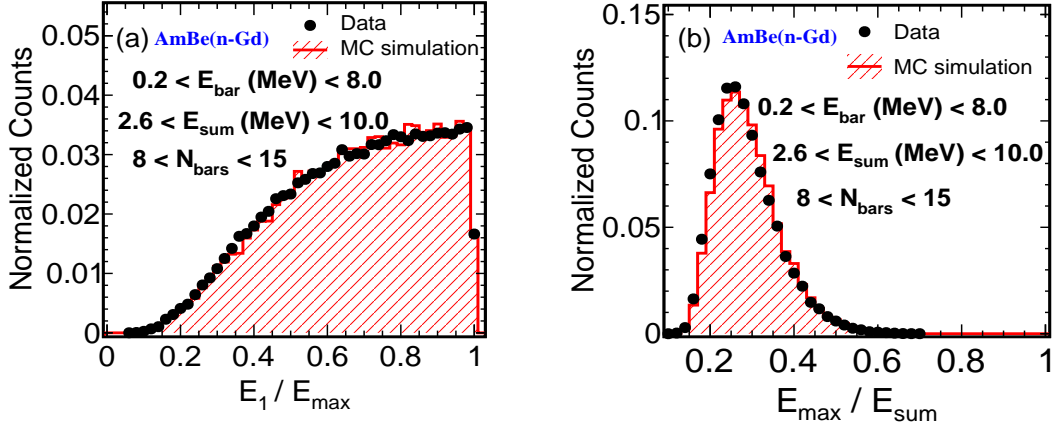 (a) AmBe(n-Gd)
Data
MC simulation
0.2 < E_bar (MeV) < 8.0
2.6 < E_sum (MeV) < 10.0
8 < N_bars < 15
Normalized Counts
0.05
0.04
0.03
0.02
0.01
0
0 0.2 0.4 0.6 0.8 1
E_1 / E_max
(b) AmBe(n-Gd)
Data
MC simulation
0.2 < E_bar (MeV) < 8.0
2.6 < E_sum (MeV) < 10.0
8 < N_bars < 15
Normalized Counts
0.15
0.10
0.05
0
0.2 0.4 0.6 0.8 1
E_max / E_sum